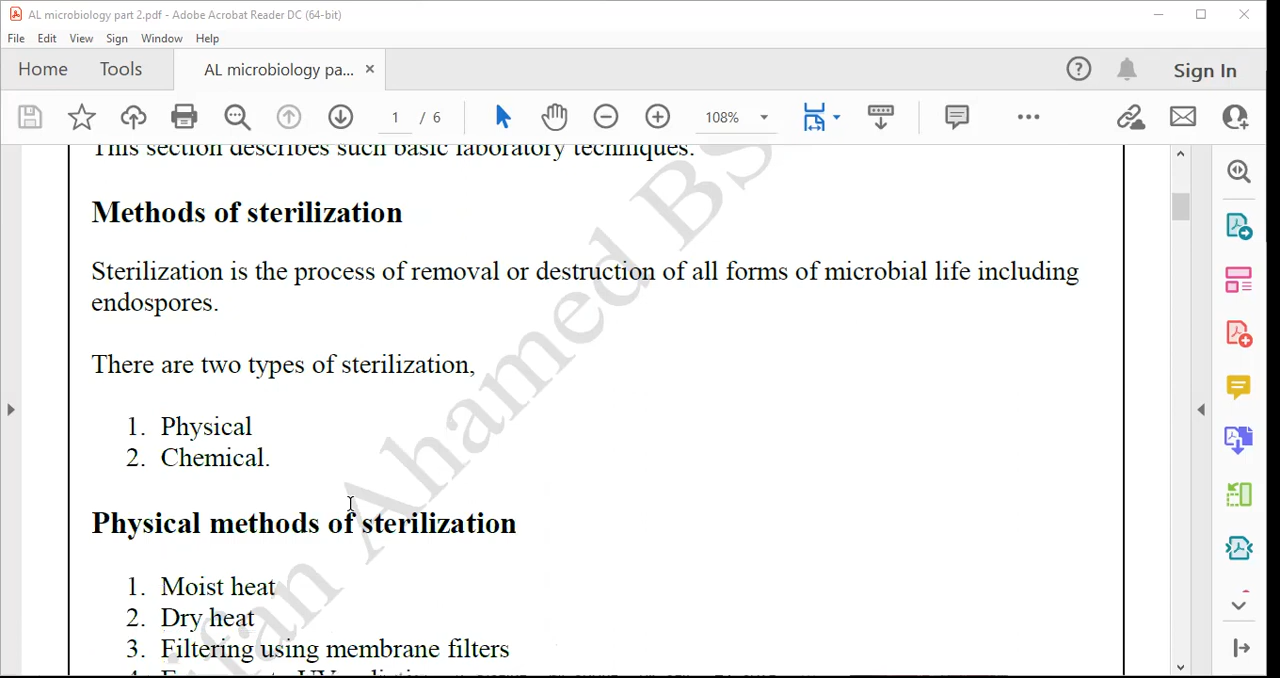 AL microbiology part 2.pdf - Adobe Acrobat Reader DC (64-bit)
File Edit View Sign Window Help
Home Tools AL microbiology pa... × Sign In
1 / 6 108%
This section describes such basic laboratory techniques.
Methods of sterilization
Sterilization is the process of removal or destruction of all forms of microbial life including
endospores.
There are two types of sterilization,
1. Physical
2. Chemical.
Physical methods of sterilization
1. Moist heat
2. Dry heat
3. Filtering using membrane filters
Ahamed BS